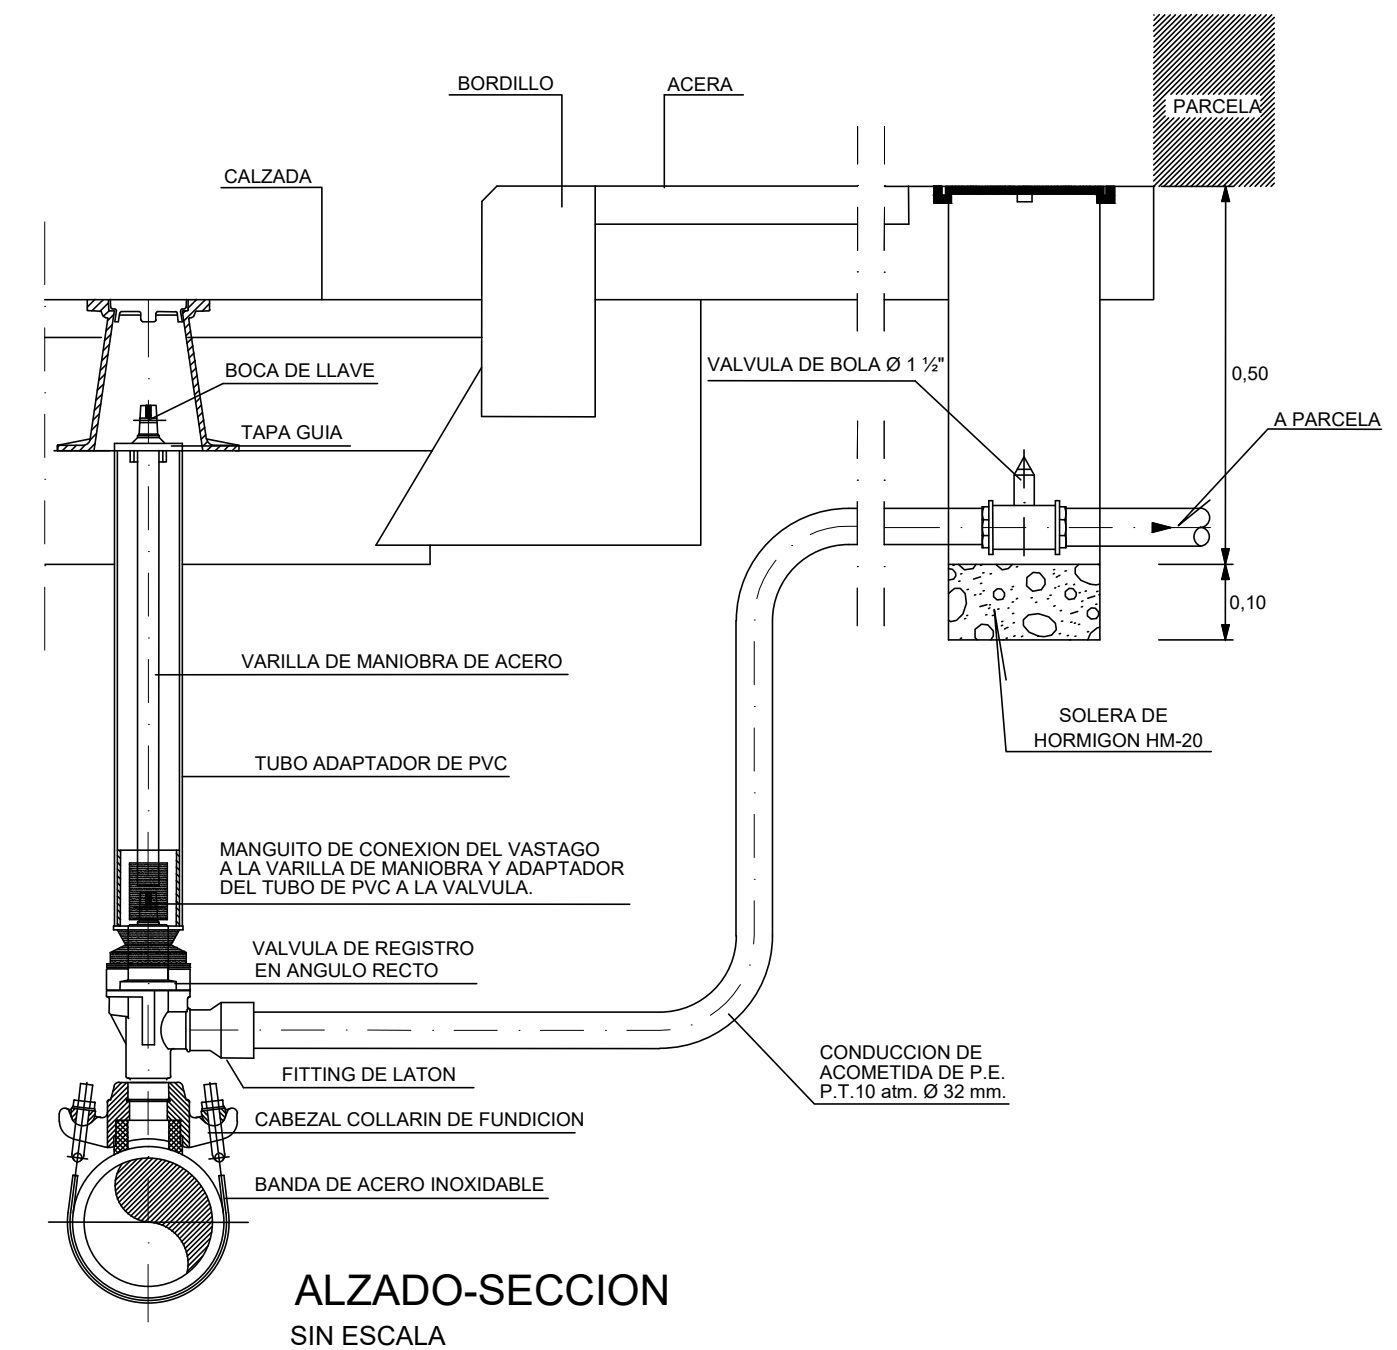 BORDILLO
ACERA
PARCELA
CALZADA
BOCA DE LLAVE
VALVULA DE BOLA Ø 1 ½"
0,50
TAPA GUIA
A PARCELA
0,10
VARILLA DE MANIOBRA DE ACERO
SOLERA DE
HORMIGON HM-20
TUBO ADAPTADOR DE PVC
MANGUITO DE CONEXION DEL VASTAGO
A LA VARILLA DE MANIOBRA Y ADAPTADOR
DEL TUBO DE PVC A LA VALVULA.
VALVULA DE REGISTRO
EN ANGULO RECTO
CONDUCCION DE
ACOMETIDA DE P.E.
P.T.10 atm. Ø 32 mm.
FITTING DE LATON
CABEZAL COLLARIN DE FUNDICION
BANDA DE ACERO INOXIDABLE
ALZADO-SECCION
SIN ESCALA